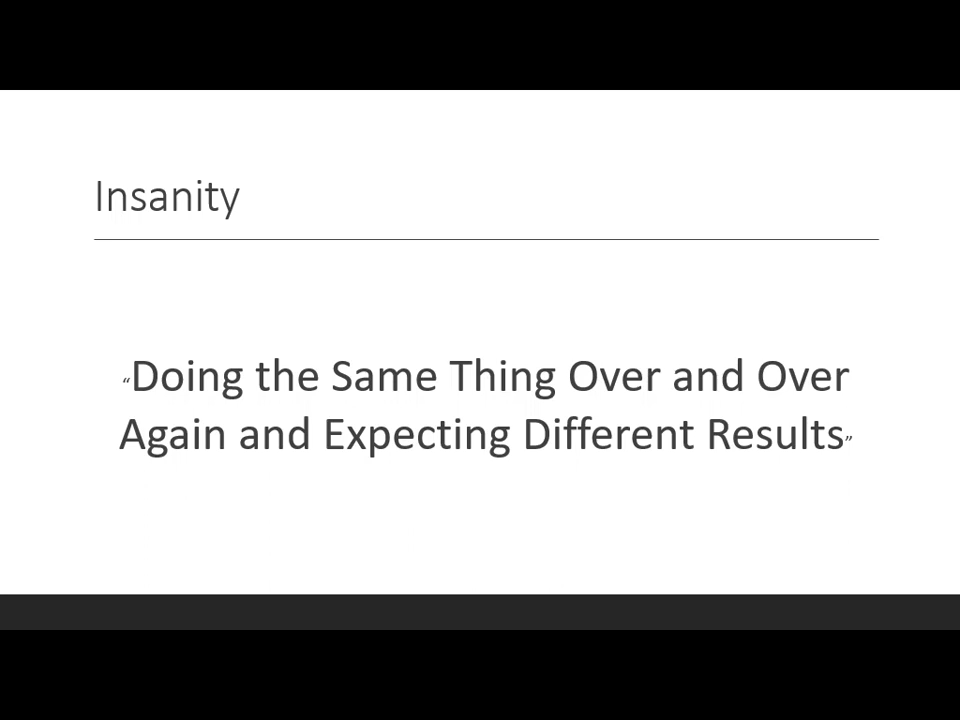 Insanity
“Doing the Same Thing Over and Over
Again and Expecting Different Results”